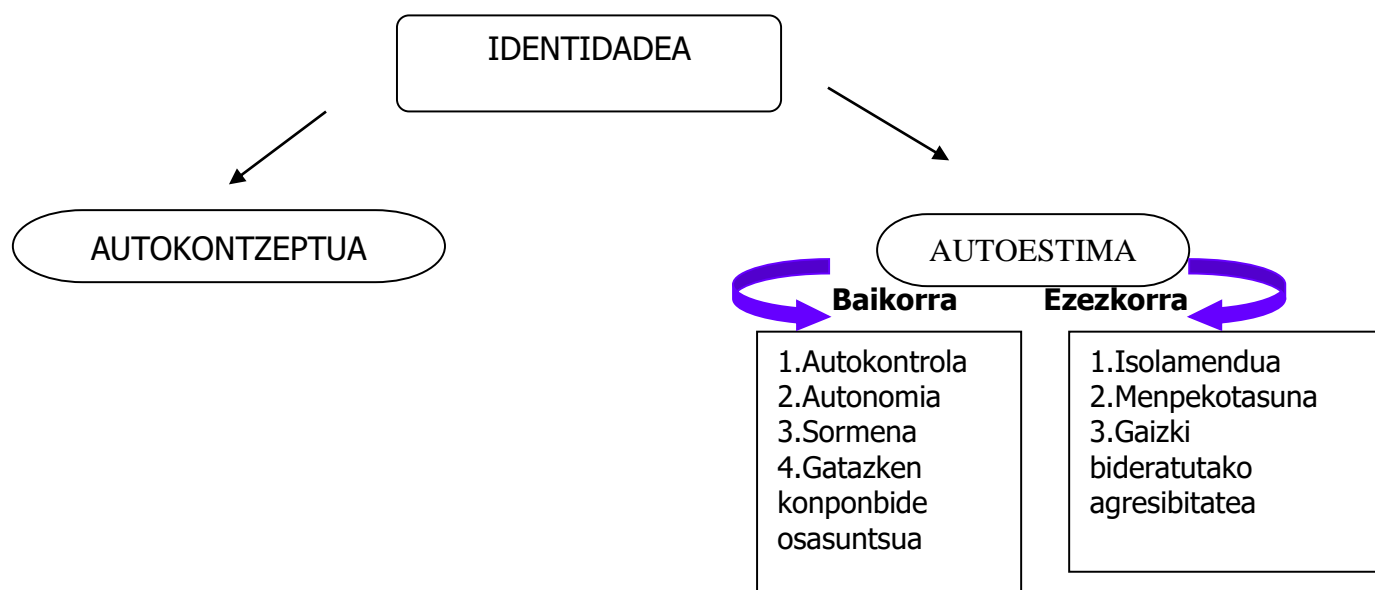 IDENTIDADEA
AUTOKONTZEPTUA
AUTOESTIMA
Baikorra
Ezezkorra
1.Autokontrola
2.Autonomia
3.Sormena
4.Gatazken
konponbide
osasuntsua
1.Isolamendua
2.Menpekotasuna
3.Gaizki
bideratutako
agresibitatea